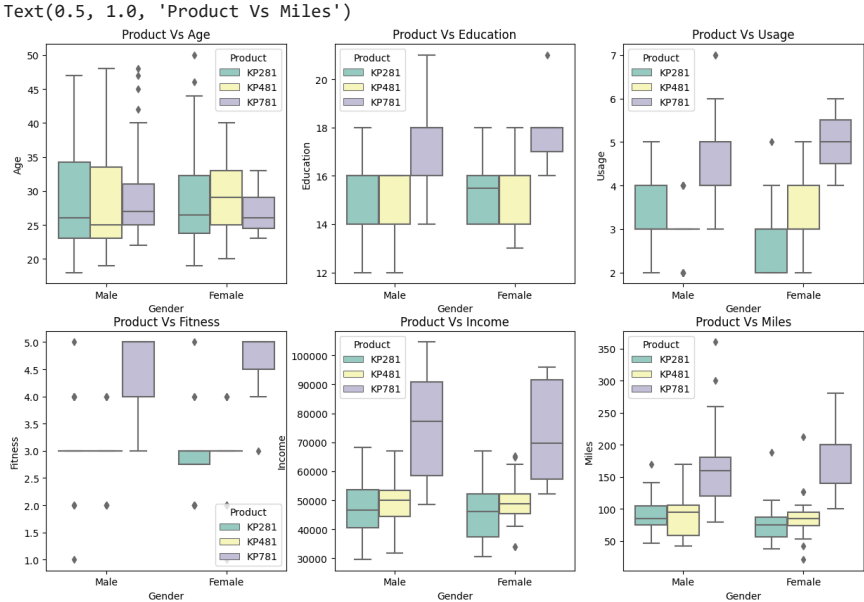 Text(0.5, 1.0, 'Product Vs Miles')
Product Vs Age
Age
50
45
40
35
30
25
20
Product
KP281
KP481
KP781
Male
Female
Gender
Product Vs Education
Education
20
18
16
14
12
Product
KP281
KP481
KP781
Male
Female
Gender
Product Vs Usage
Usage
7
6
5
4
3
2
Product
KP281
KP481
KP781
Male
Female
Gender
Product Vs Fitness
Fitness
5.0
4.5
4.0
3.5
3.0
2.5
2.0
1.5
1.0
Product
KP281
KP481
KP781
Male
Female
Gender
Product Vs Income
Income
100000
90000
80000
70000
60000
50000
40000
30000
Product
KP281
KP481
KP781
Male
Female
Gender
Product Vs Miles
Miles
350
300
250
200
150
100
50
Product
KP281
KP481
KP781
Male
Female
Gender